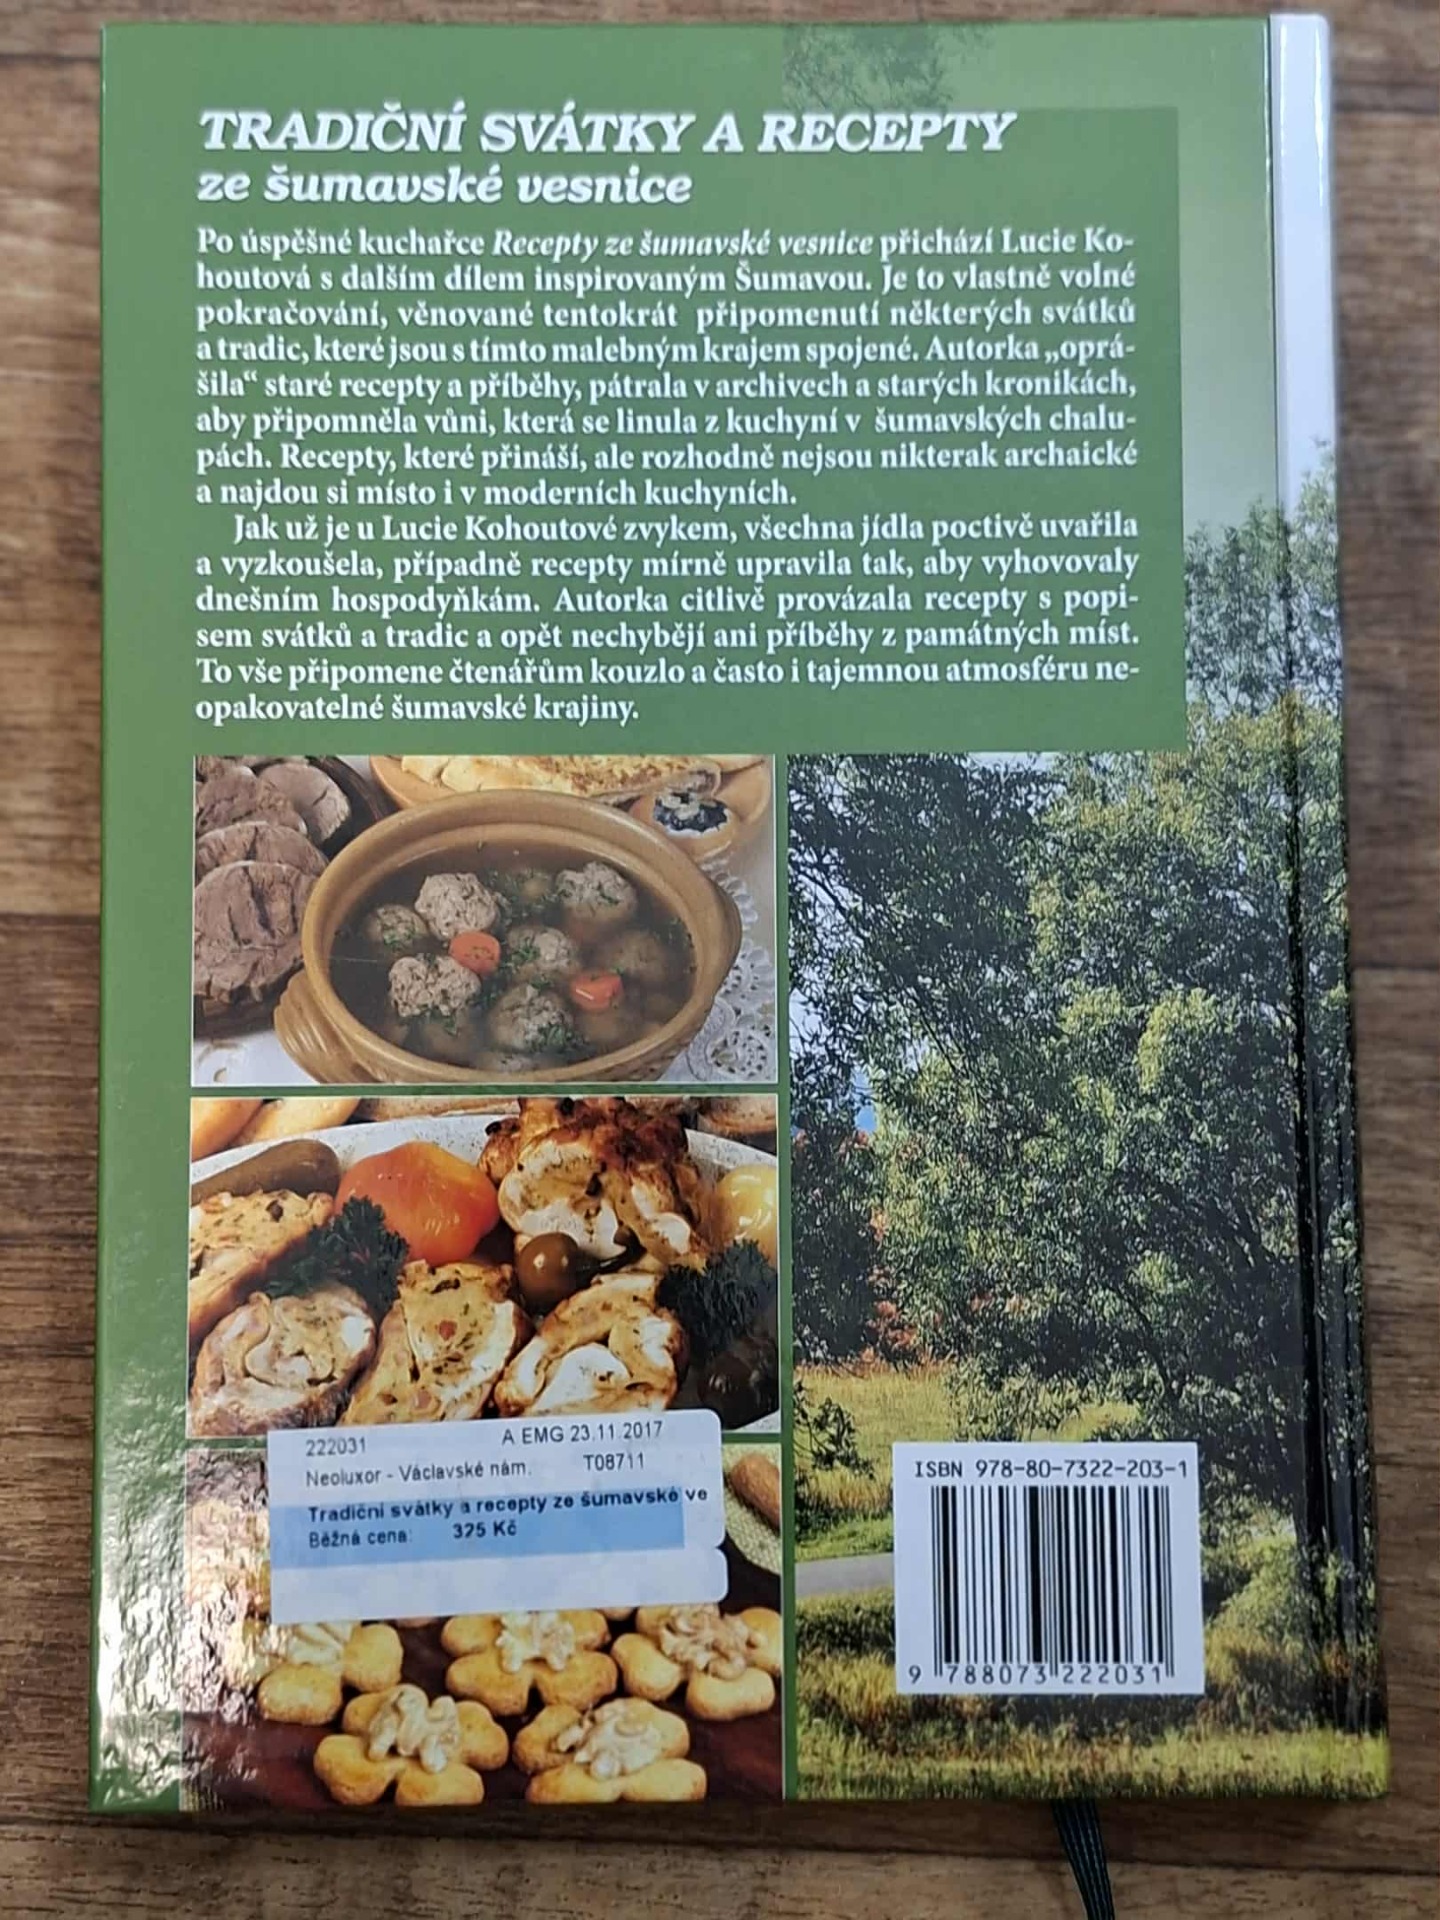 TRADIČNÍ SVÁTKY A RECEPTY
ze šumavské vesnice
Po úspěšné kuchařce Recepty ze šumavské vesnice přichází Lucie Ko-
houtová s dalším dílem inspirovaným Šumavou. Je to vlastně volné
pokračování, věnované tentokrát připomenutí některých svátků
a tradic, které jsou s tímto malebným krajem spojené. Autorka „oprá-
šila“ staré recepty a příběhy, pátrala v archivech a starých kronikách,
aby připomněla vůni, která se linula z kuchyní v šumavských chalu-
pách. Recepty, které přináší, ale rozhodně nejsou nikterak archaické
a najdou si místo i v moderních kuchyních.
Jak už je u Lucie Kohoutové zvykem, všechna jídla poctivě uvařila
a vyzkoušela, případně recepty mírně upravila tak, aby vyhovovaly
dnešním hospodyňkám. Autorka citlivě provázala recepty s popi-
sem svátků a tradic a opět nechybějí ani příběhy z památných míst.
To vše připomene čtenářům kouzlo a často i tajemnou atmosféru ne-
opakovatelné šumavské krajiny.
222031 A EMG 23.11.2017
Neoluxor - Václavské nám. T08711
Tradiční svátky a recepty ze šumavské ve
Běžná cena: 325 Kč
ISBN 978-80-7322-203-1
9 788073 222031